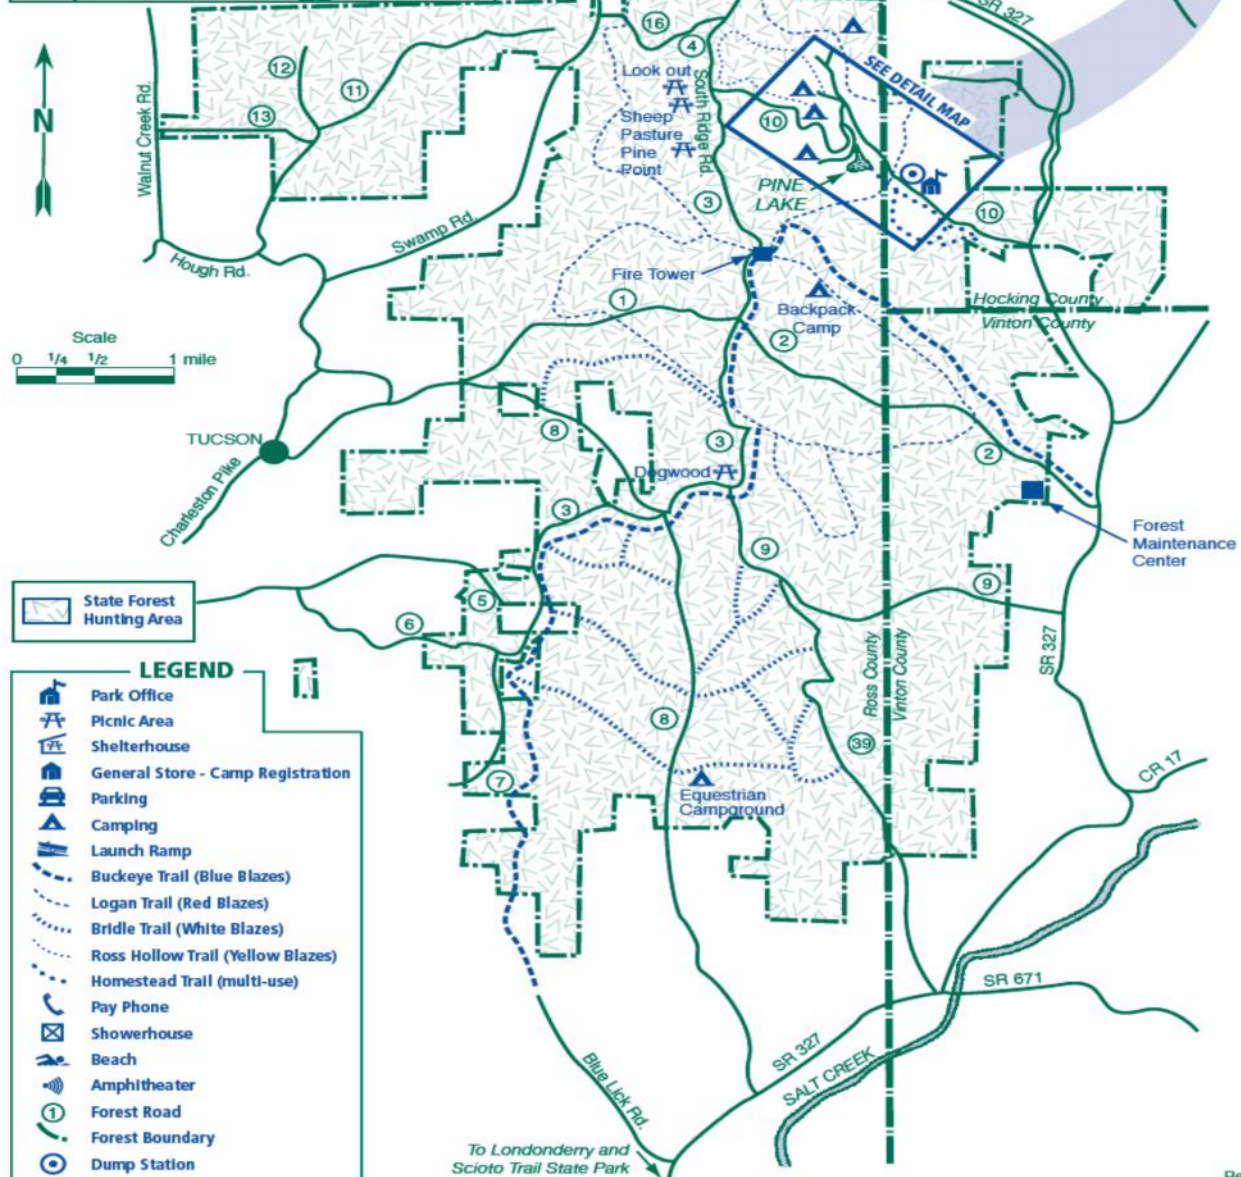 SR 327
16
4
Look out
South Ridge Rd.
SEE DETAIL MAP
12
11
13
Walnut Creek Rd.
N
Sheep
Pasture
Pine
Point
10
PINE
LAKE
3
10
Swamp Rd.
Hough Rd.
Fire Tower
1
Backpack
Camp
2
Hocking County
Vinton County
Scale
0 1/4 1/2 1 mile
8
3
TUCSON
Dogwood
2
Charleston Pike
3
9
Forest
Maintenance
Center
9
State Forest
Hunting Area
5
6
Ross County
Vinton County
SR 327
8
39
7
Equestrian
Campground
CR 17
LEGEND
Park Office
Picnic Area
Shelterhouse
General Store - Camp Registration
Parking
Camping
Launch Ramp
Buckeye Trail (Blue Blazes)
Logan Trail (Red Blazes)
Bridle Trail (White Blazes)
Ross Hollow Trail (Yellow Blazes)
Homestead Trail (multi-use)
Pay Phone
Showerhouse
Beach
Amphitheater
1 Forest Road
Forest Boundary
Dump Station
SR 671
SR 327
SALT CREEK
Blue Lick Rd.
To Londonderry and
Scioto Trail State Park